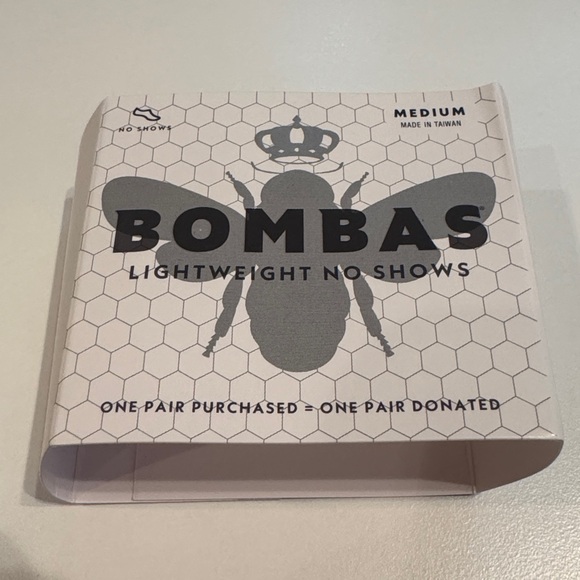 NO SHOWS
MEDIUM
MADE IN TAIWAN
BOMBAS
LIGHTWEIGHT NO SHOWS
ONE PAIR PURCHASED = ONE PAIR DONATED